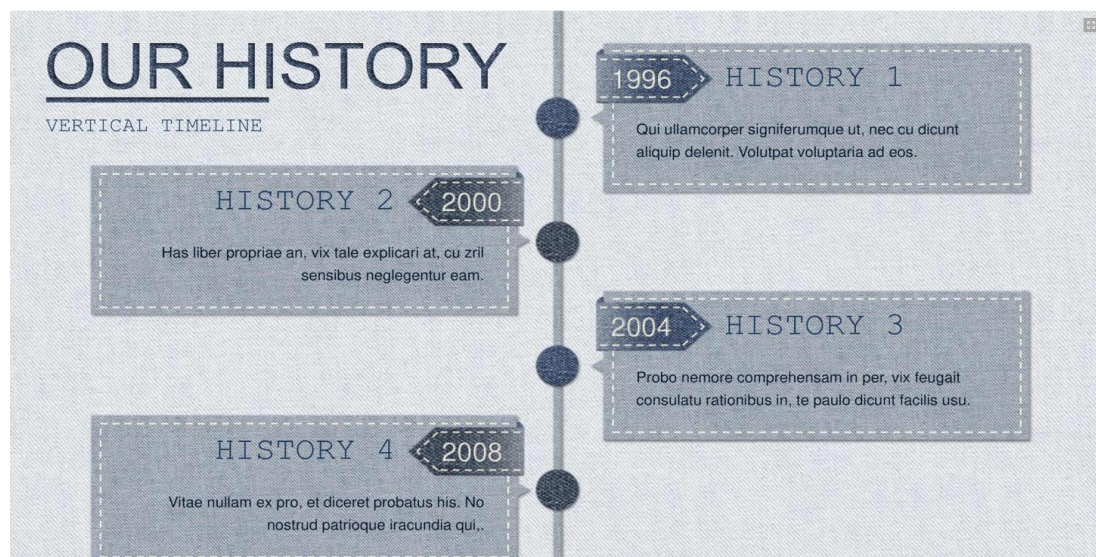 OUR HISTORY
VERTICAL TIMELINE
1996 HISTORY 1
Qui ullamcorper signiferumque ut, nec cu dicunt
aliquip delenit. Volutpat voluptaria ad eos.
HISTORY 2 2000
Has liber propriae an, vix tale explicari at, cu zril
sensibus neglegentur eam.
2004 HISTORY 3
Probo nemore comprehensam in per, vix feugait
consulatu rationibus in, te paulo dicunt facilis usu.
HISTORY 4 2008
Vitae nullam ex pro, et diceret probatus his. No
nostrud patrioque iracundia qui,.